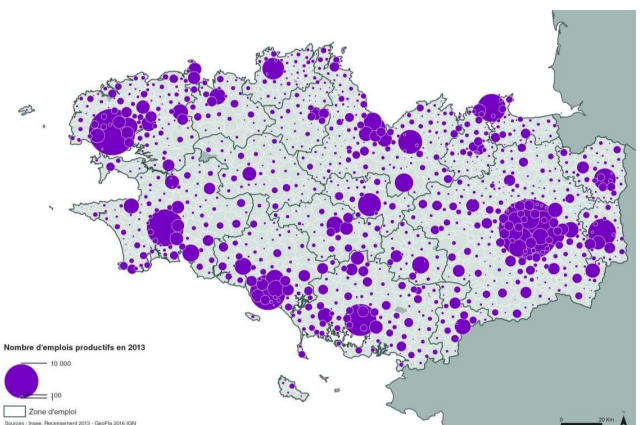 Nombre d'emplois productifs en 2013
10 000
100
1
Zone d'emploi
Sources : Insee, Recensement 2013 - GeoFla 2016 IGN
0 20 Km
N